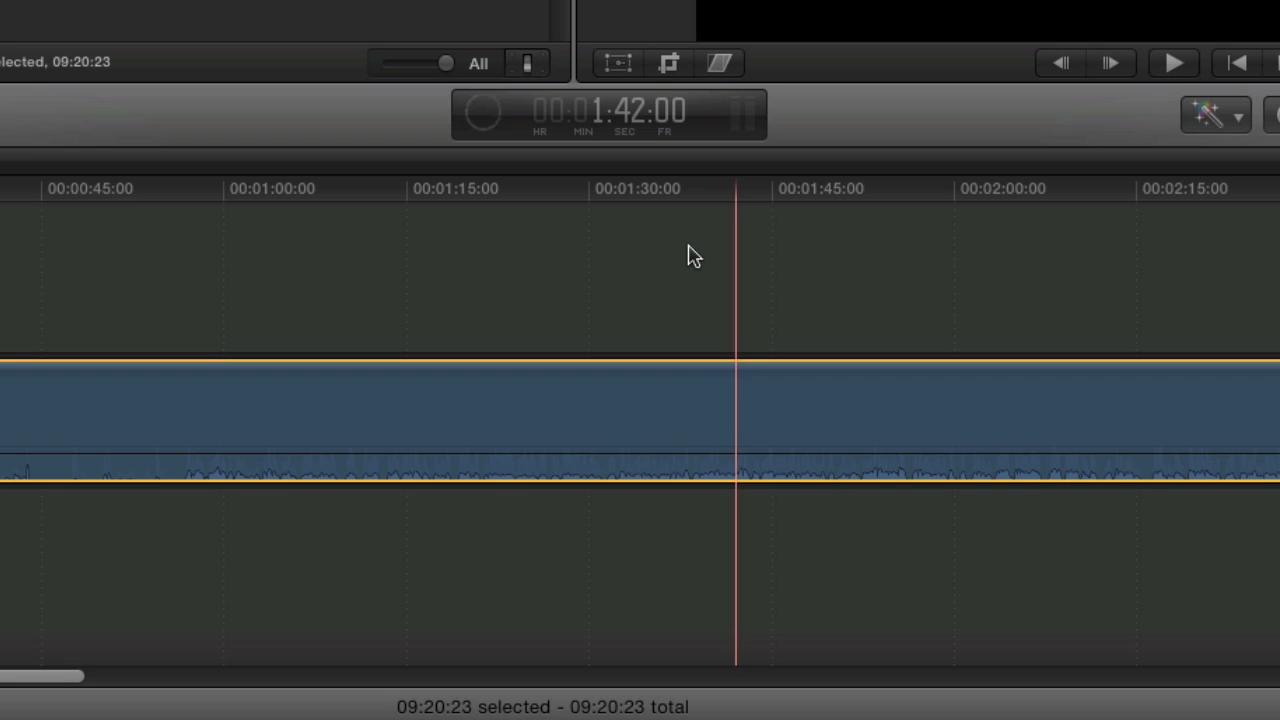 elected, 09:20:23
All
00:01:42:00
HR MIN SEC FR
00:00:45:00 00:01:00:00 00:01:15:00 00:01:30:00 00:01:45:00 00:02:00:00 00:02:15:00
09:20:23 selected - 09:20:23 total